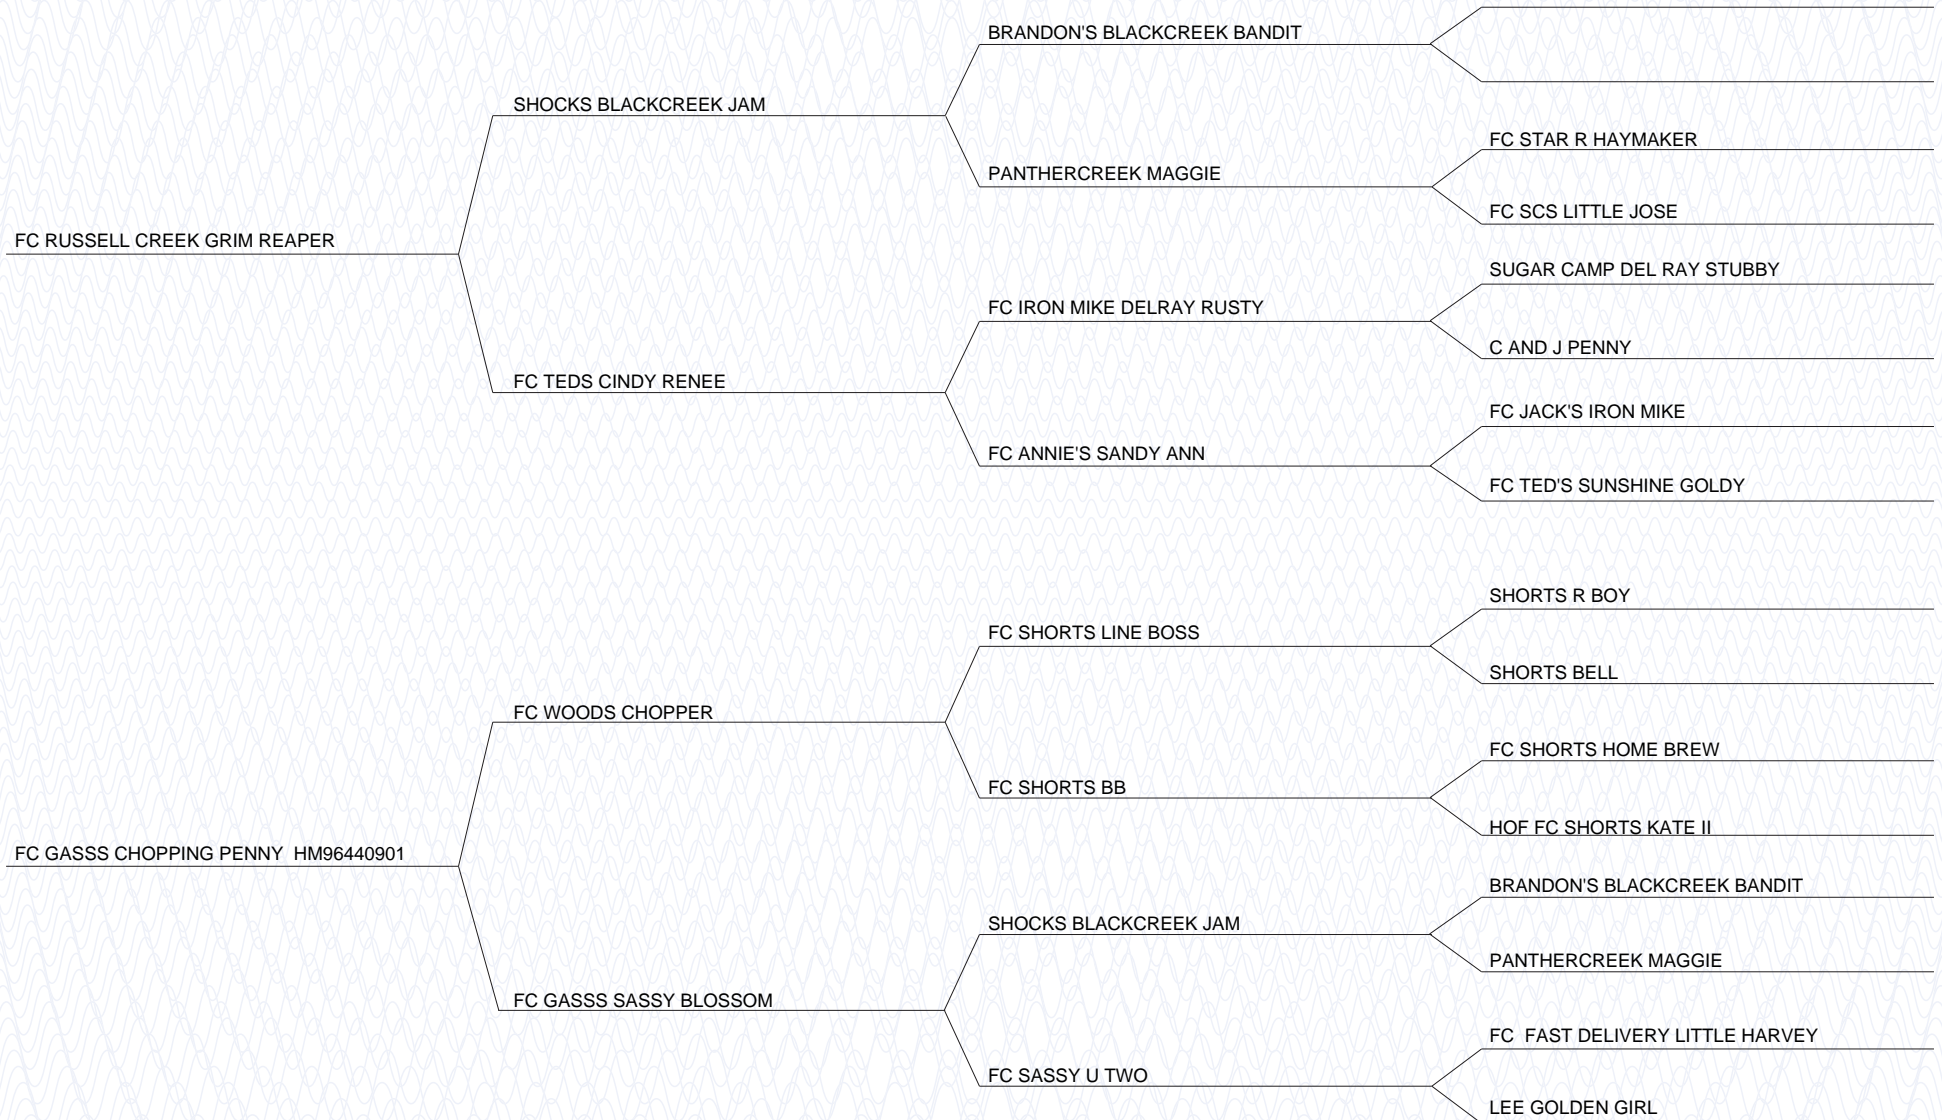 BRANDON'S BLACKCREEK BANDIT
SHOCKS BLACKCREEK JAM
FC STAR R HAYMAKER
PANTHERCREEK MAGGIE
FC SCS LITTLE JOSE
FC RUSSELL CREEK GRIM REAPER
SUGAR CAMP DEL RAY STUBBY
FC IRON MIKE DELRAY RUSTY
C AND J PENNY
FC TEDS CINDY RENEE
FC JACK'S IRON MIKE
FC ANNIE'S SANDY ANN
FC TED'S SUNSHINE GOLDY
SHORTS R BOY
FC SHORTS LINE BOSS
SHORTS BELL
FC WOODS CHOPPER
FC SHORTS HOME BREW
FC SHORTS BB
HOF FC SHORTS KATE II
FC GASSS CHOPPING PENNY  HM96440901
BRANDON'S BLACKCREEK BANDIT
SHOCKS BLACKCREEK JAM
PANTHERCREEK MAGGIE
FC GASSS SASSY BLOSSOM
FC  FAST DELIVERY LITTLE HARVEY
FC SASSY U TWO
LEE GOLDEN GIRL